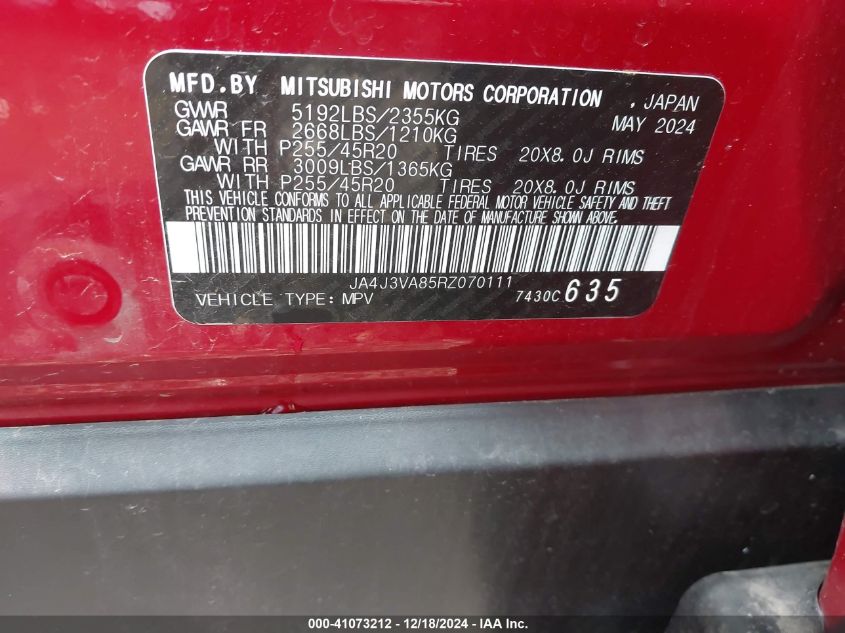 MFD.BY MITSUBISHI MOTORS CORPORATION , JAPAN
GWWR 5192LBS/2355KG MAY 2024
GAWR FR 2668LBS/1210KG
WITH P255/45R20 TIRES 20X8.0J RIMS
GAWR RR 3009LBS/1365KG
WITH P255/45R20 TIRES 20X8.0J RIMS
THIS VEHICLE CONFORMS TO ALL APPLICABLE FEDERAL MOTOR VEHICLE SAFETY AND THEFT
PREVENTION STANDARDS IN EFFECT ON THE DATE OF MANUFACTURE SHOWN ABOVE.
JA4J3VA85RZ070111
VEHICLE TYPE: MPV 7430C 635
000-41073212 - 12/18/2024 - IAAI Inc.